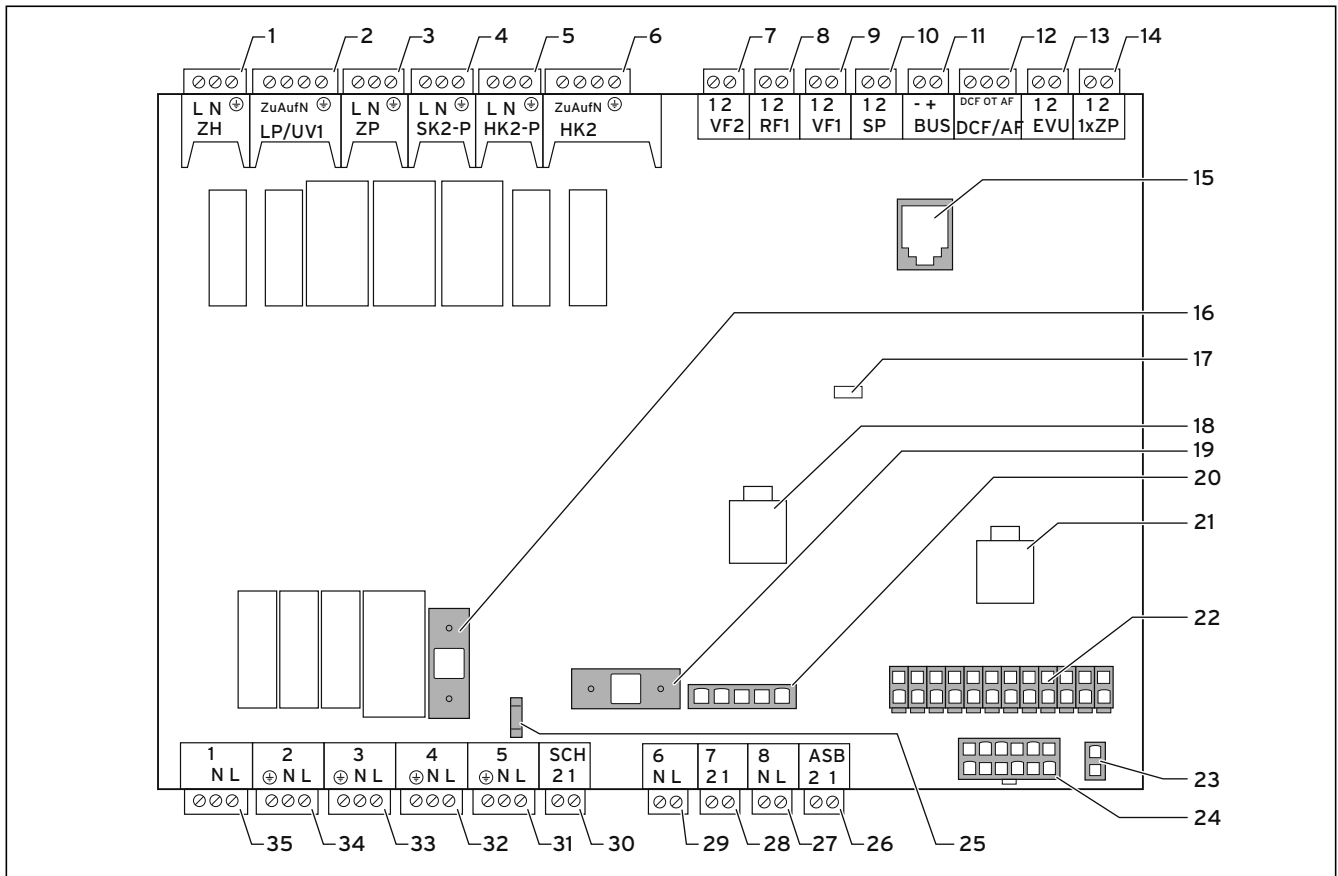 1 2 3 4 5 6 7 8 9 10 11 12 13 14
L N ⏚ ZuAufN ⏚ L N ⏚ L N ⏚ L N ⏚ ZuAufN ⏚ 1 2 1 2 1 2 1 2 - + DCF OT AF 1 2 1 2
ZH LP/UV1 ZP SK2-P HK2-P HK2 VF2 RF1 VF1 SP BUS DCF/AF EVU 1xZP
15
16
17
18
19
20
21
22
1 2 3 4 5 SCH 6 7 8 ASB
N L ⏚ N L ⏚ N L ⏚ N L ⏚ N L 2 1 N L 2 1 N L 2 1
23
24
35 34 33 32 31 30 29 28 27 26 25